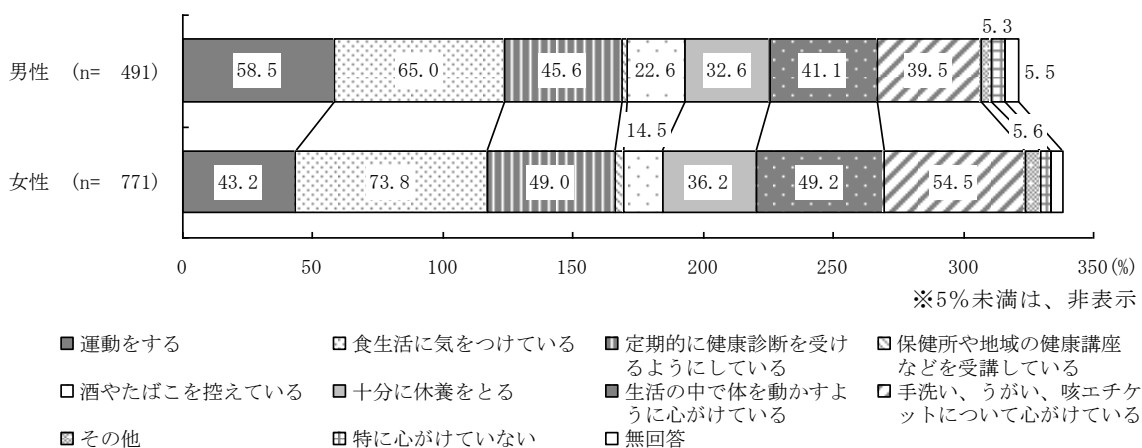 5.3
男性 (n= 491) 58.5 65.0 45.6 22.6 32.6 41.1 39.5 5.5
14.5 5.6
女性 (n= 771) 43.2 73.8 49.0 36.2 49.2 54.5
0 50 100 150 200 250 300 350(%)
※5%未満は、非表示
運動をする 食生活に気をつけている 定期的に健康診断を受け 保健所や地域の健康講座
るようにしている などを受講している
酒やたばこを控えている 十分に休養をとる 生活の中で体を動かすよ 手洗い、うがい、咳エチケ
うに心がけている ットについて心がけている
その他 特に心がけていない 無回答